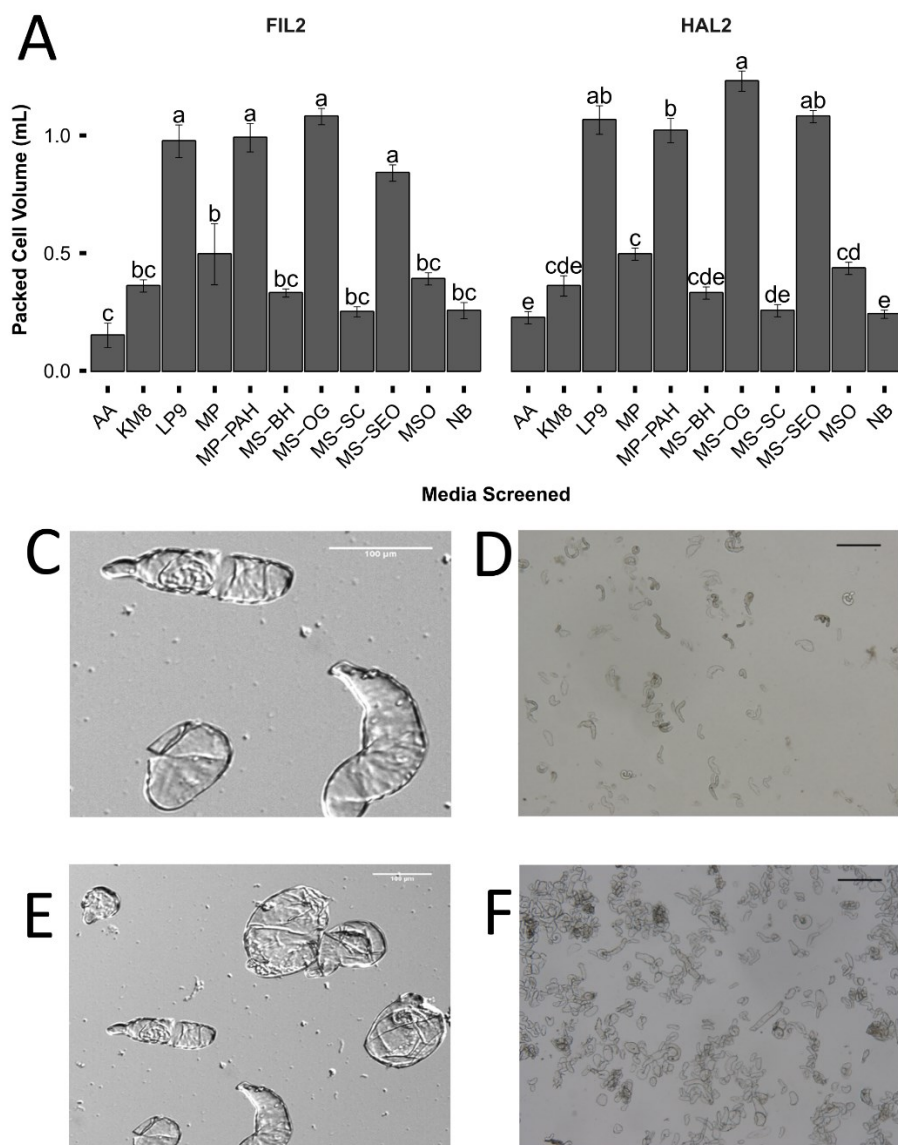 A
FIL2
HAL2
Packed Cell Volume (mL)
1.0
0.5
0.0
c
bc
a
b
a
bc
a
bc
a
bc
bc
e
cde
ab
c
b
cde
a
de
ab
cd
e
AA
KM8
LP9
MP
MP-PAH
MS-BH
MS-OG
MS-SC
MS-SEO
MSO
NB
AA
KM8
LP9
MP
MP-PAH
MS-BH
MS-OG
MS-SC
MS-SEO
MSO
NB
Media Screened
C
100 µm
D
E
100 µm
F